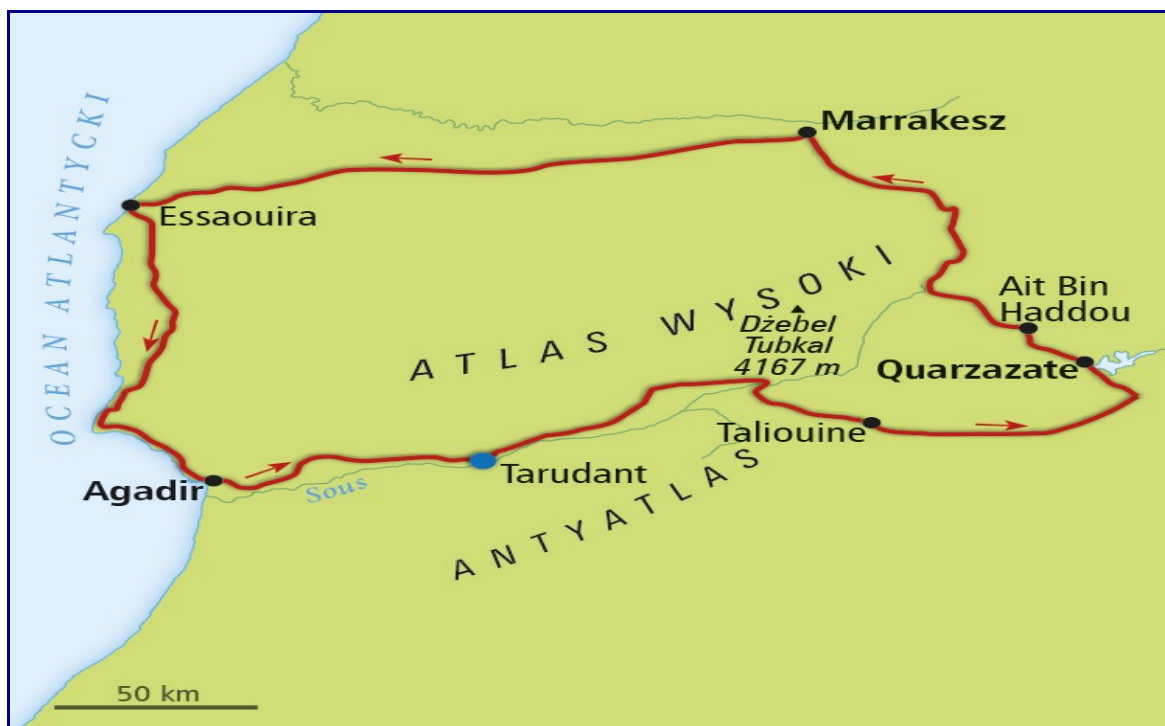 OCEAN ATLANTYCKI
Marrakesz
Essaouira
ATLAS WYSOKI
Dżebel
Tubkal
4167 m
Ait Bin
Haddou
Quarzazate
Taliouine
Tarudant
Agadir
Sous
ANTYATLAS
50 km